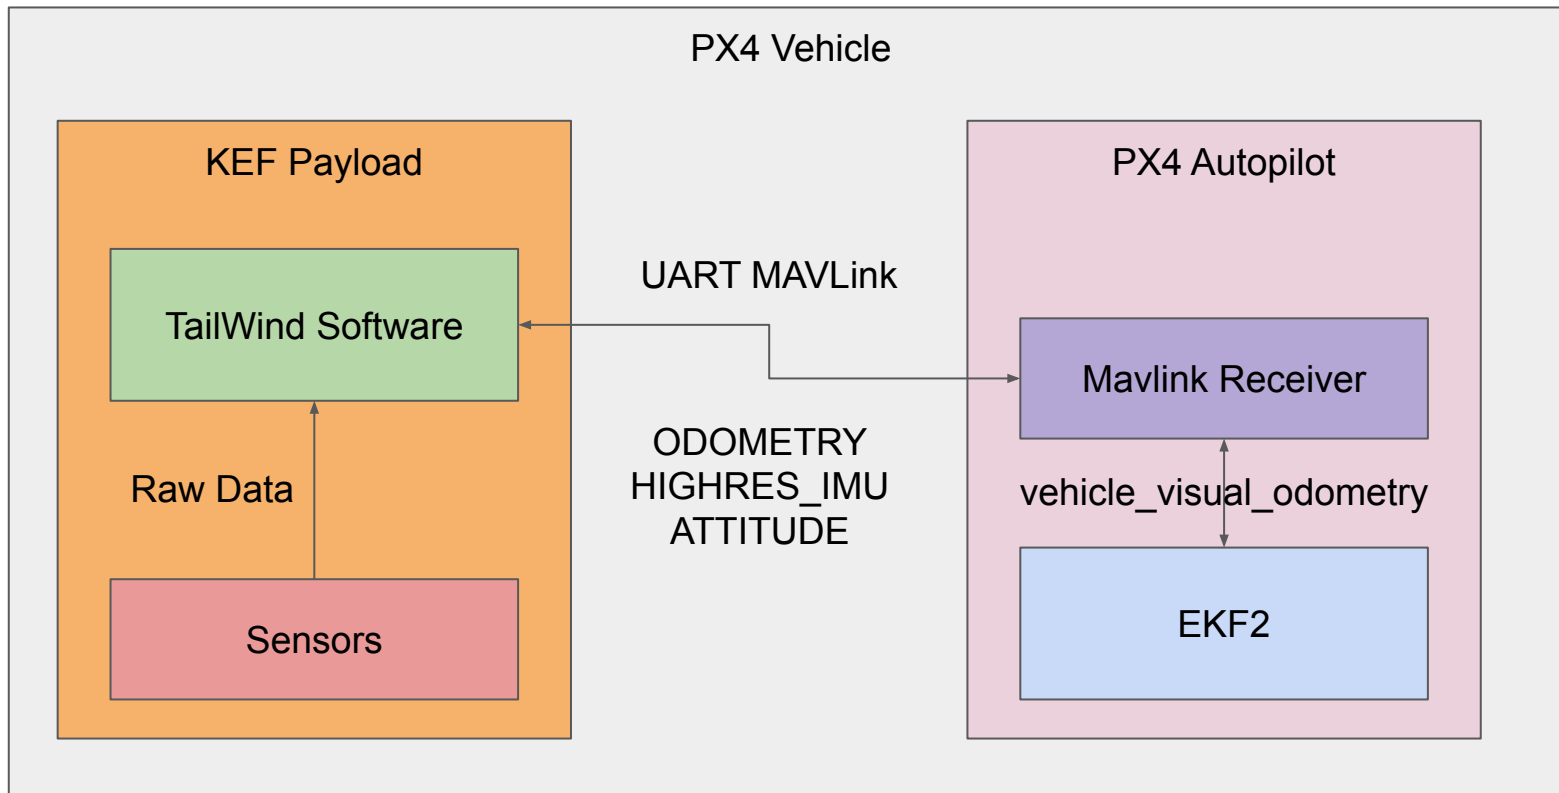 PX4 Vehicle
KEF Payload
PX4 Autopilot
TailWind Software
UART MAVLink
Mavlink Receiver
ODOMETRY
HIGHRES_IMU
ATTITUDE
Raw Data
vehicle_visual_odometry
Sensors
EKF2